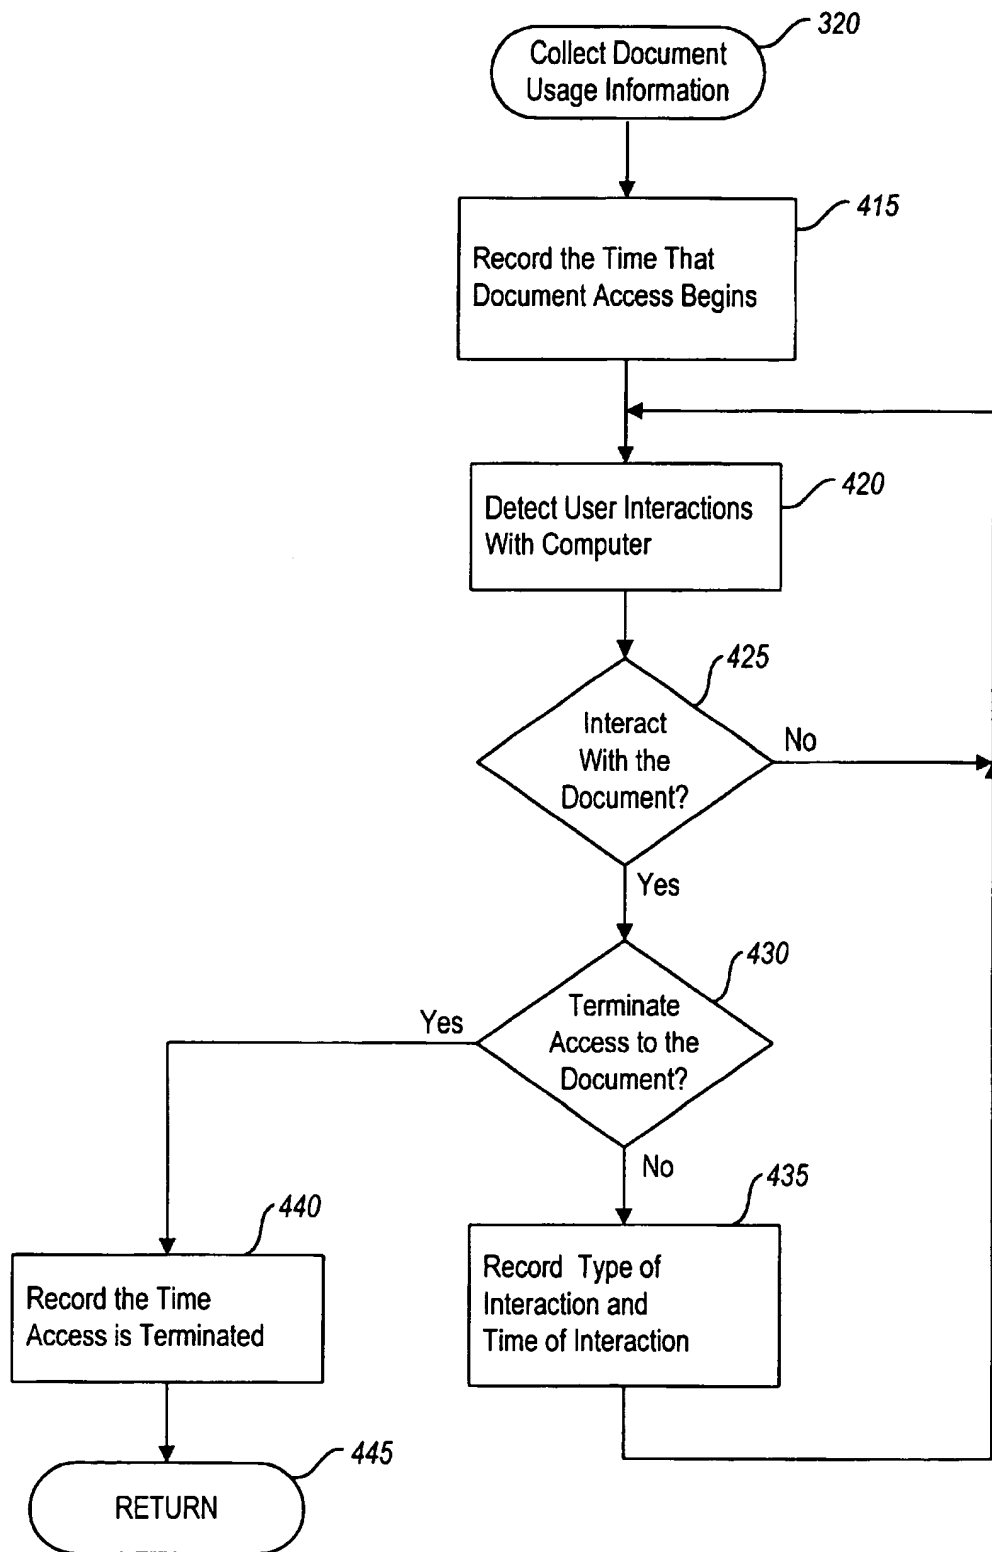 320
Collect Document
Usage Information
415
Record the Time That
Document Access Begins
420
Detect User Interactions
With Computer
425
Interact
With the
Document?
No
Yes
430
Terminate
Access to the
Document?
Yes
No
435
Record Type of
Interaction and
Time of Interaction
440
Record the Time
Access is Terminated
445
RETURN